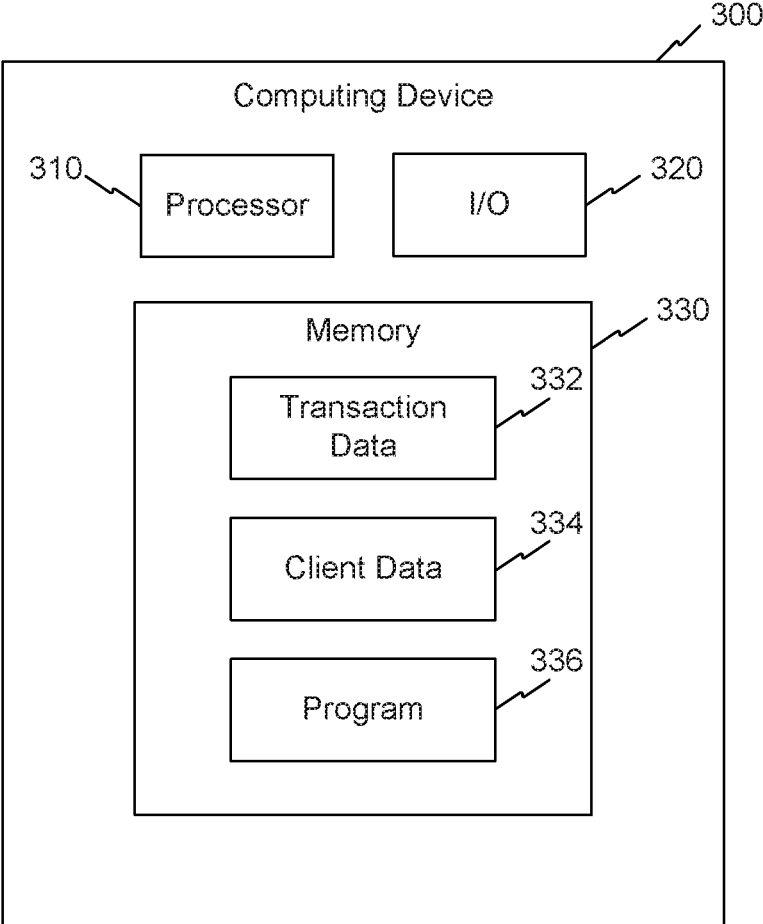 300
Computing Device
310
Processor
I/O
320
Memory
330
Transaction
Data
332
Client Data
334
Program
336